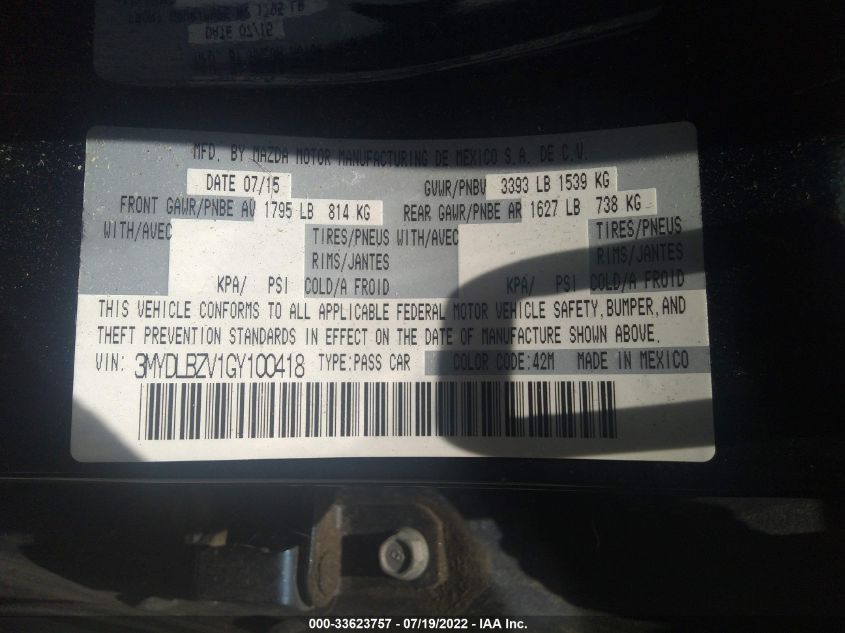 DATE 07/15
MFD. BY MAZDA MOTOR MANUFACTURING DE MEXICO S.A. DE C.V.
DATE 07/15 GVWR/PNBV 3393 LB 1539 KG
FRONT GAWR/PNBE AV 1795 LB 814 KG REAR GAWR/PNBE AR 1627 LB 738 KG
WITH/AVEC TIRES/PNEUS WITH/AVEC TIRES/PNEUS
RIMS/JANTES RIMS/JANTES
KPA/ PSI COLD/A FROID KPA/ PSI COLD/A FROID
THIS VEHICLE CONFORMS TO ALL APPLICABLE FEDERAL MOTOR VEHICLE SAFETY,BUMPER,AND
THEFT PREVENTION STANDARDS IN EFFECT ON THE DATE OF MANUFACTURE SHOWN ABOVE.
VIN: 3MYDLBZV1GY100418 TYPE:PASS CAR COLOR CODE:42M MADE IN MEXICO
000-33623757 - 07/19/2022 - IAA Inc.